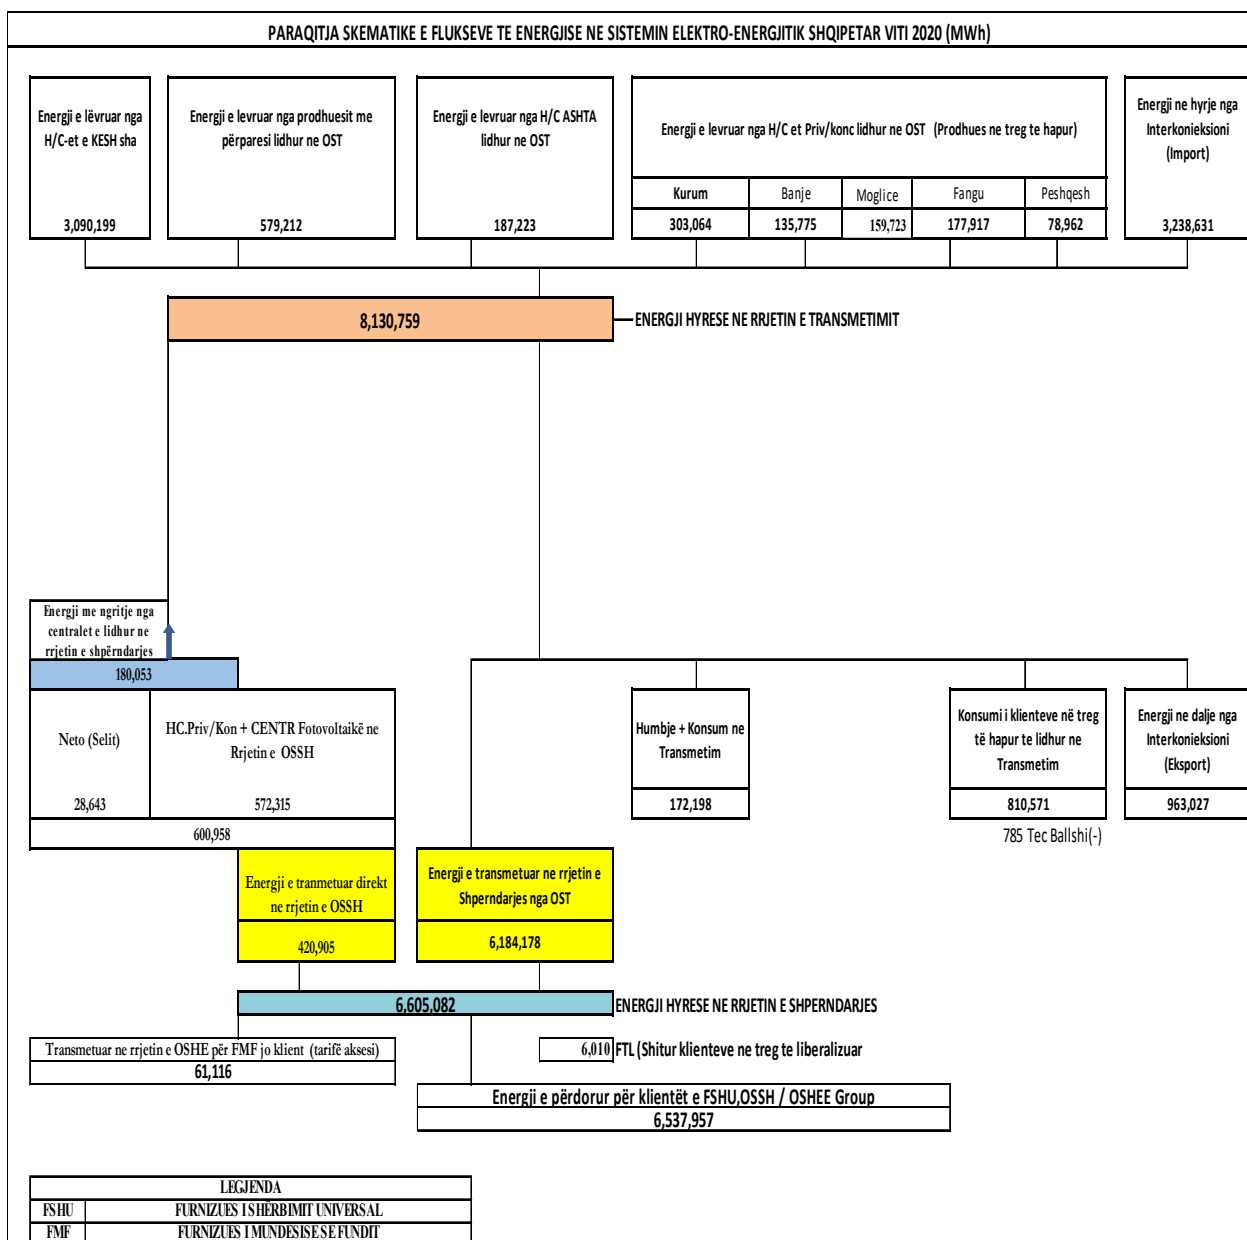 PARAQITJA SKEMATIKE E FLUKSEVE TE ENERGJISE NE SISTEMIN ELEKTRO-ENERGJITIK SHQIPETAR VITI 2020 (MWh)
Energji e lëvruar nga
H/C-et e KESH sha
3,090,199
Energji e levruar nga prodhuesit me
përparesi lidhur ne OST
579,212
Energji e levruar nga H/C ASHTA
lidhur ne OST
187,223
Energji e levruar nga H/C et Priv/konc lidhur ne OST (Prodhues ne treg te hapur)
Kurum Banje Moglice Fangu Peshqesh
303,064 135,775 159,723 177,917 78,962
Energji ne hyrje nga
Interkonieksioni
(Import)
3,238,631
8,130,759
ENERGJI HYRESE NE RRJETIN E TRANSMETIMIT
Energji me ngritje nga
centralet e lidhur ne
rrjetin e shpërndarjes
180,053
Neto (Selit)
28,643
HC.Priv/Kon + CENTR Fotovoltaikë ne
Rrjetin e OSSH
572,315
600,958
Humbje + Konsum ne
Transmetim
172,198
Konsumi i klienteve në treg
të hapur te lidhur ne
Transmetim
810,571
785 Tec Ballshi(-)
Energji ne dalje nga
Interkonieksioni
(Eksport)
963,027
Energji e tranmetuar direkt
ne rrjetin e OSSH
420,905
Energji e transmetuar ne rrjetin e
Shperndarjes nga OST
6,184,178
6,605,082
ENERGJI HYRESE NE RRJETIN E SHPERNDARJES
Transmetuar ne rrjetin e OSHE për FMF jo klient (tarifë aksesi)
61,116
6,010 FTL (Shitur klienteve ne treg te liberalizuar
Energji e përdorur për klientët e FSHU,OSSH / OSHEE Group
6,537,957
LEGJENDA
FSHU FURNIZUES I SHËRBIMIT UNIVERSAL
FMF FURNIZUES I MUNDESISE SE FUNDIT